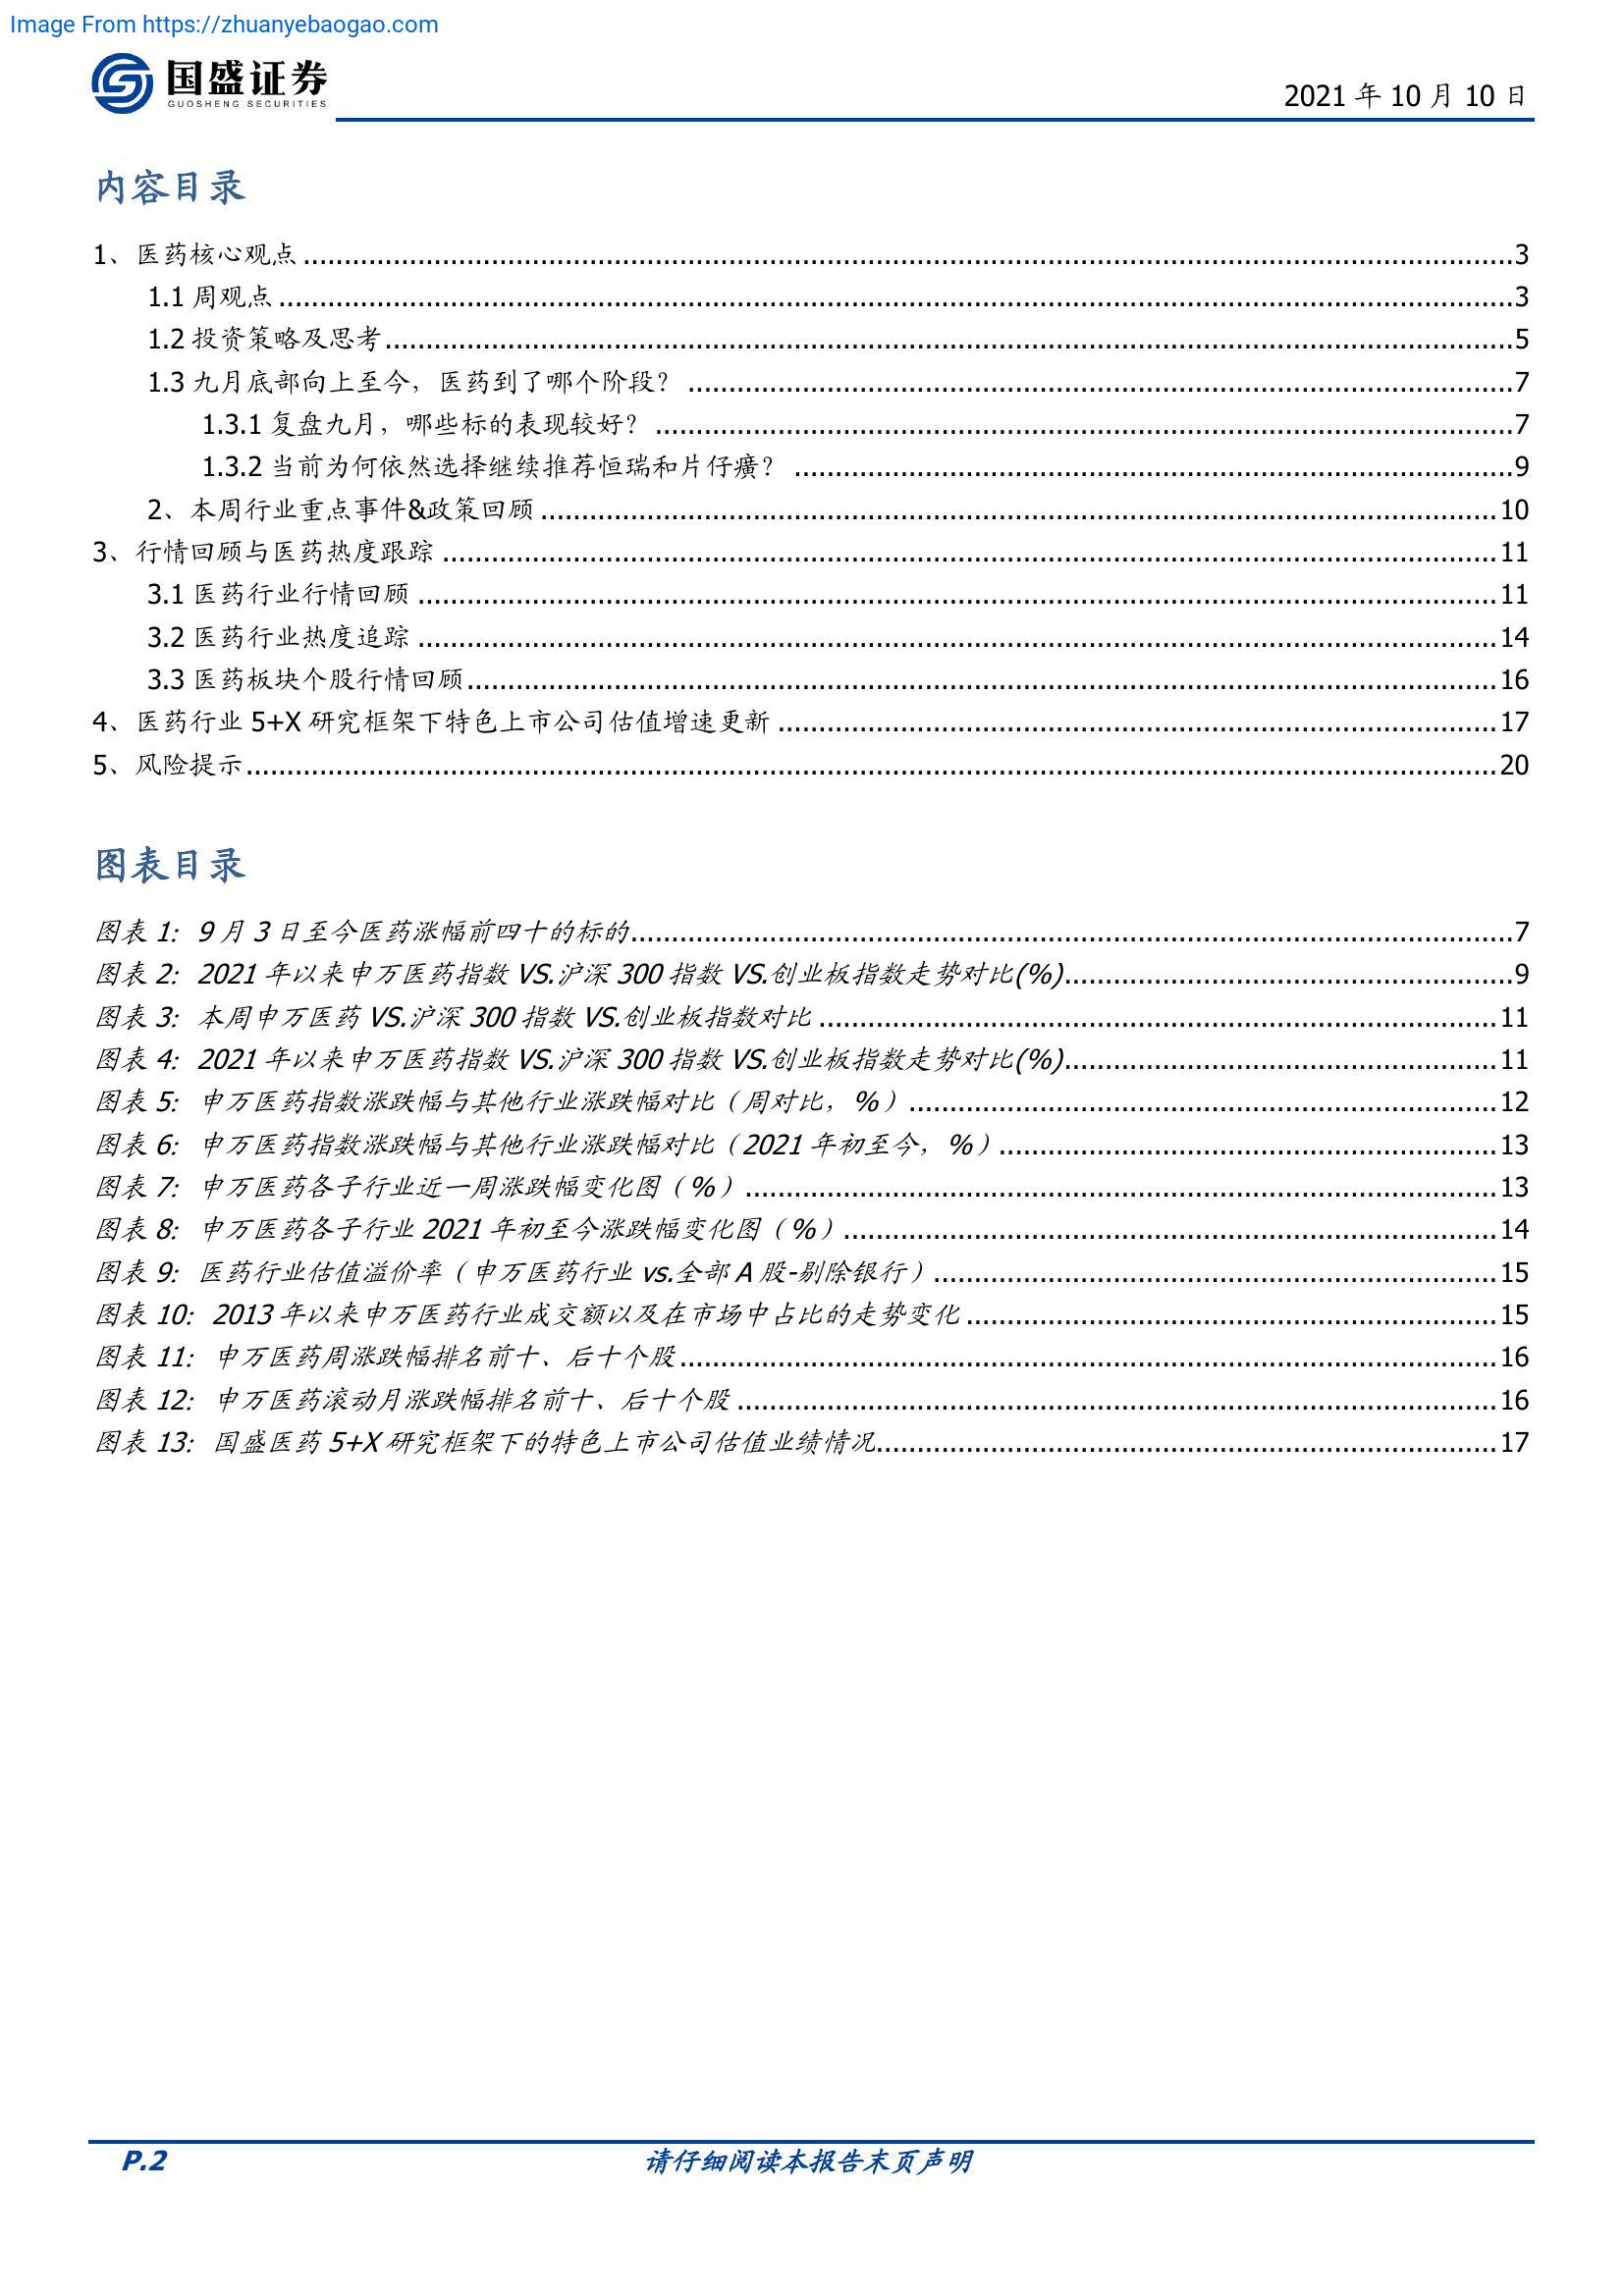 Image From https://zhuanyebaogao.com
国盛证券
GUOSHENG SECURITIES
2021 年 10 月 10 日
内容目录
1、医药核心观点 ........ 3
1.1 周观点 ........ 3
1.2 投资策略及思考 ........ 5
1.3 九月底部向上至今，医药到了哪个阶段？ ........ 7
1.3.1 复盘九月，哪些标的表现较好？ ........ 7
1.3.2 当前为何依然选择继续推荐恒瑞和片仔癀？ ........ 9
2、本周行业重点事件&政策回顾 ........ 10
3、行情回顾与医药热度跟踪 ........ 11
3.1 医药行业行情回顾 ........ 11
3.2 医药行业热度追踪 ........ 14
3.3 医药板块个股行情回顾 ........ 16
4、医药行业 5+X 研究框架下特色上市公司估值增速更新 ........ 17
5、风险提示 ........ 20
图表目录
图表 1：9 月 3 日至今医药涨幅前四十的标的 ........ 7
图表 2：2021 年以来申万医药指数 VS.沪深 300 指数 VS.创业板指数走势对比(%) ........ 9
图表 3：本周申万医药 VS.沪深 300 指数 VS.创业板指数对比 ........ 11
图表 4：2021 年以来申万医药指数 VS.沪深 300 指数 VS.创业板指数走势对比(%) ........ 11
图表 5：申万医药指数涨跌幅与其他行业涨跌幅对比（周对比，%） ........ 12
图表 6：申万医药指数涨跌幅与其他行业涨跌幅对比（2021 年初至今，%） ........ 13
图表 7：申万医药各子行业近一周涨跌幅变化图（%） ........ 13
图表 8：申万医药各子行业 2021 年初至今涨跌幅变化图（%） ........ 14
图表 9：医药行业估值溢价率（申万医药行业 vs.全部 A 股-剔除银行） ........ 15
图表 10：2013 年以来申万医药行业成交额以及在市场中占比的走势变化 ........ 15
图表 11：申万医药周涨跌幅排名前十、后十个股 ........ 16
图表 12：申万医药滚动月涨跌幅排名前十、后十个股 ........ 16
图表 13：国盛医药 5+X 研究框架下的特色上市公司估值业绩情况 ........ 17
P.2
请仔细阅读本报告末页声明